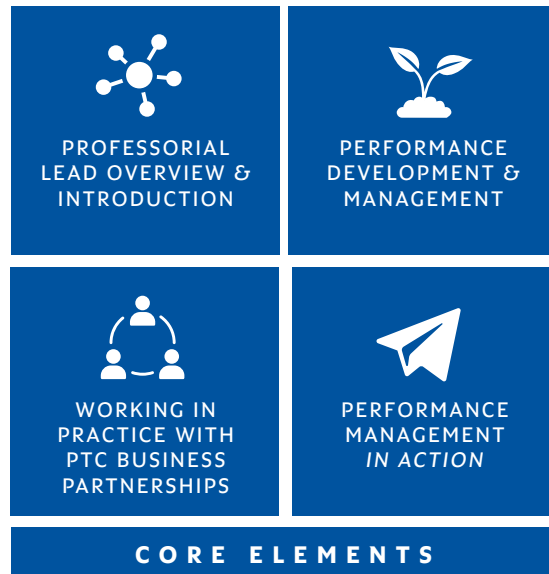 PROFESSORIAL
LEAD OVERVIEW &
INTRODUCTION
PERFORMANCE
DEVELOPMENT &
MANAGEMENT
WORKING IN
PRACTICE WITH
PTC BUSINESS
PARTNERSHIPS
PERFORMANCE
MANAGEMENT
IN ACTION
CORE ELEMENTS